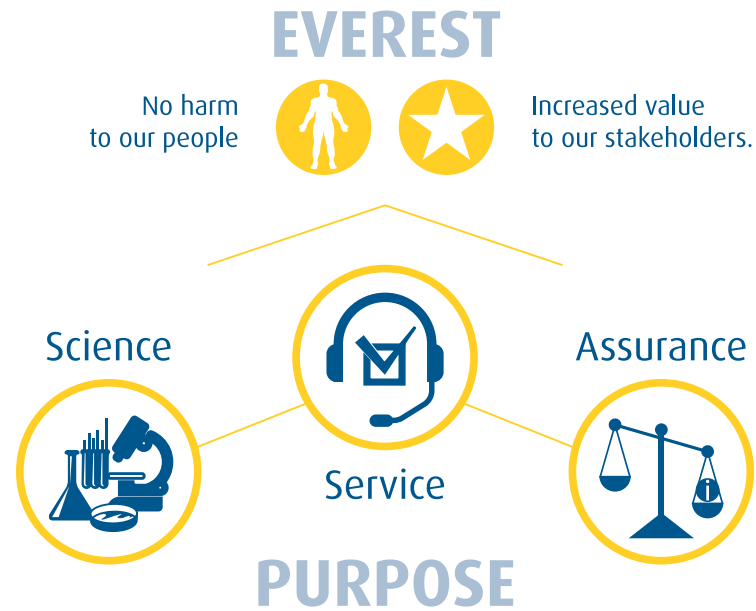 EVEREST
No harm
to our people
Increased value
to our stakeholders.
Science
Service
Assurance
i
PURPOSE